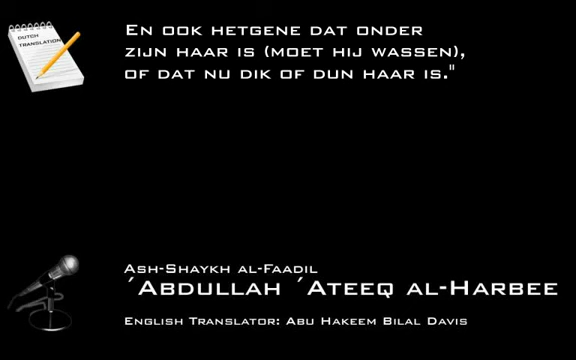 DUTCH
TRANSLATION
En ook hetgene dat onder
zijn haar is (moet hij wassen),
of dat nu dik of dun haar is."
Ash-Shaykh al-Faadil
´Abdullah ´Ateeq al-Harbee
English Translator: Abu Hakeem Bilal Davis